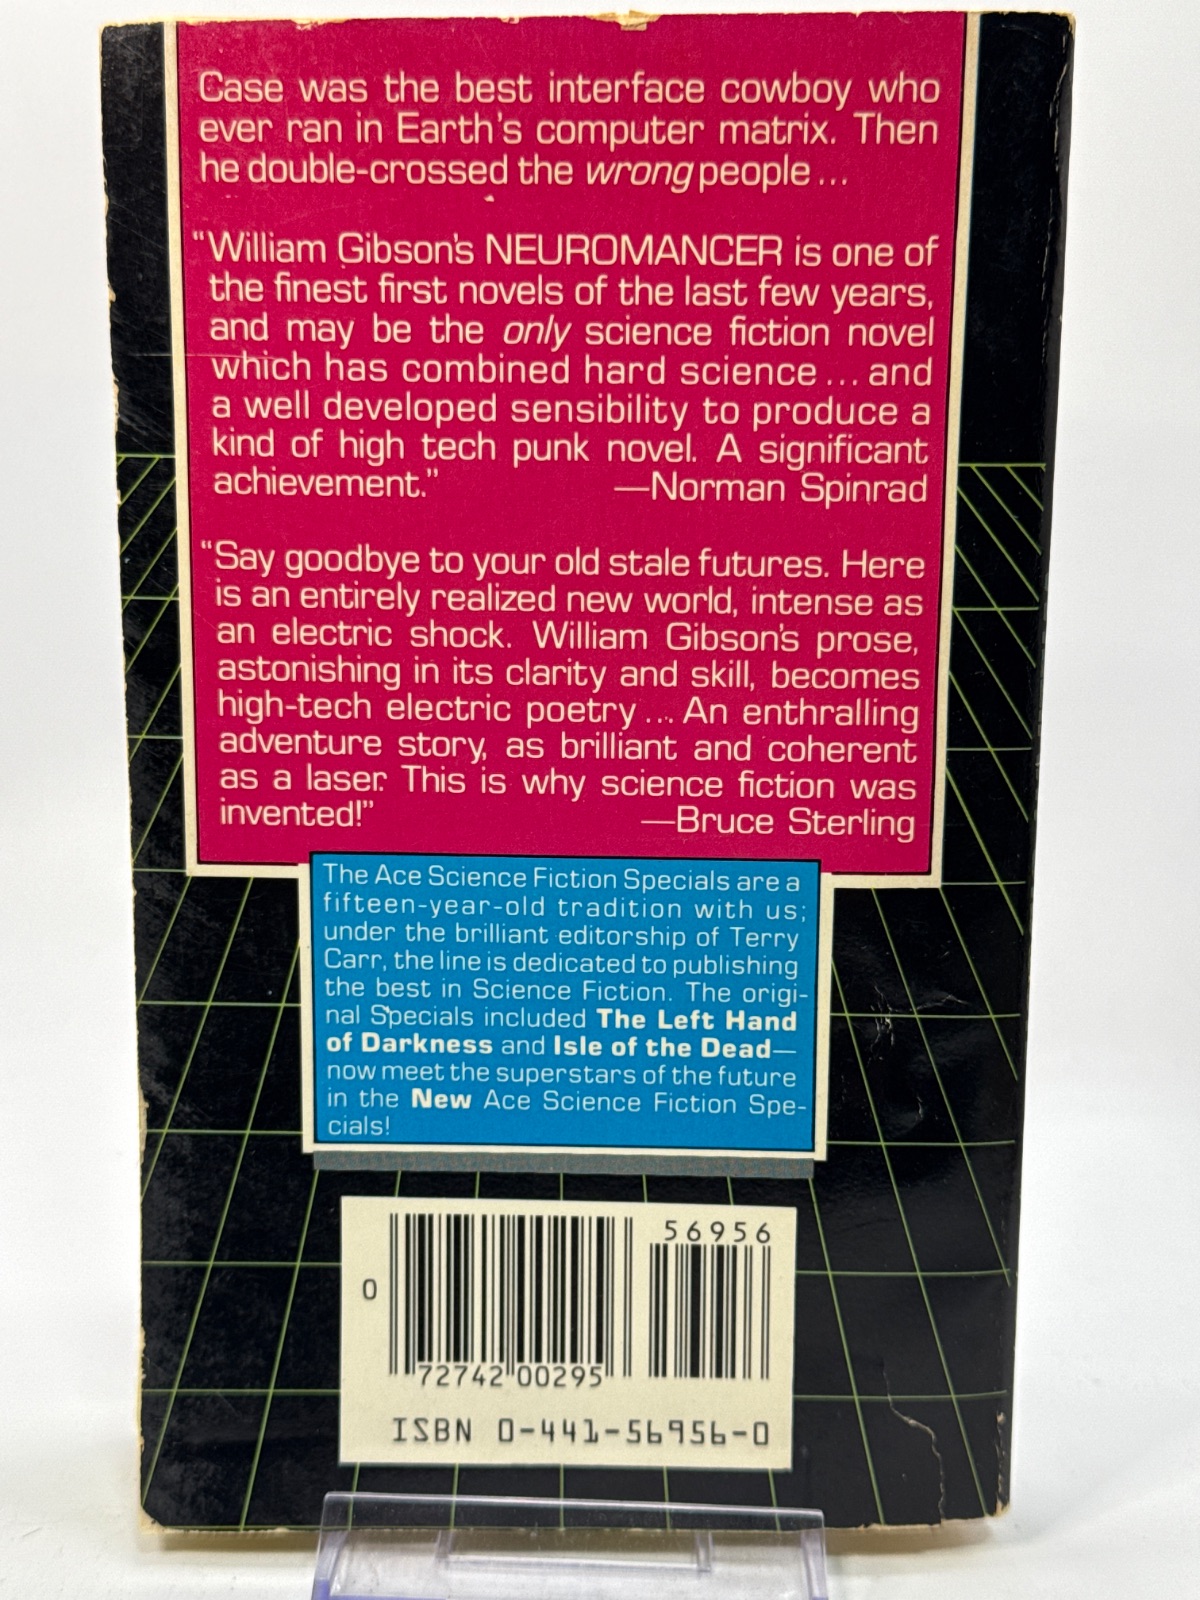 Case was the best interface cowboy who
ever ran in Earth's computer matrix. Then
he double-crossed the wrong people...
"William Gibson's NEUROMANCER is one of
the finest first novels of the last few years,
and may be the only science fiction novel
which has combined hard science... and
a well developed sensibility to produce a
kind of high tech punk novel. A significant
achievement." —Norman Spinrad
"Say goodbye to your old stale futures. Here
is an entirely realized new world, intense as
an electric shock. William Gibson's prose,
astonishing in its clarity and skill, becomes
high-tech electric poetry... An enthralling
adventure story, as brilliant and coherent
as a laser. This is why science fiction was
invented!" —Bruce Sterling
The Ace Science Fiction Specials are a
fifteen-year-old tradition with us;
under the brilliant editorship of Terry
Carr, the line is dedicated to publishing
the best in Science Fiction. The origi-
nal Specials included The Left Hand
of Darkness and Isle of the Dead—
now meet the superstars of the future
in the New Ace Science Fiction Spe-
cials!
56956
0
72742 00295
ISBN 0-441-56956-0